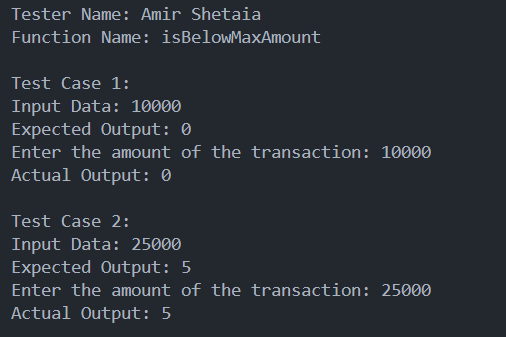 Tester Name: Amir Shetaia
Function Name: isBelowMaxAmount
Test Case 1:
Input Data: 10000
Expected Output: 0
Enter the amount of the transaction: 10000
Actual Output: 0
Test Case 2:
Input Data: 25000
Expected Output: 5
Enter the amount of the transaction: 25000
Actual Output: 5